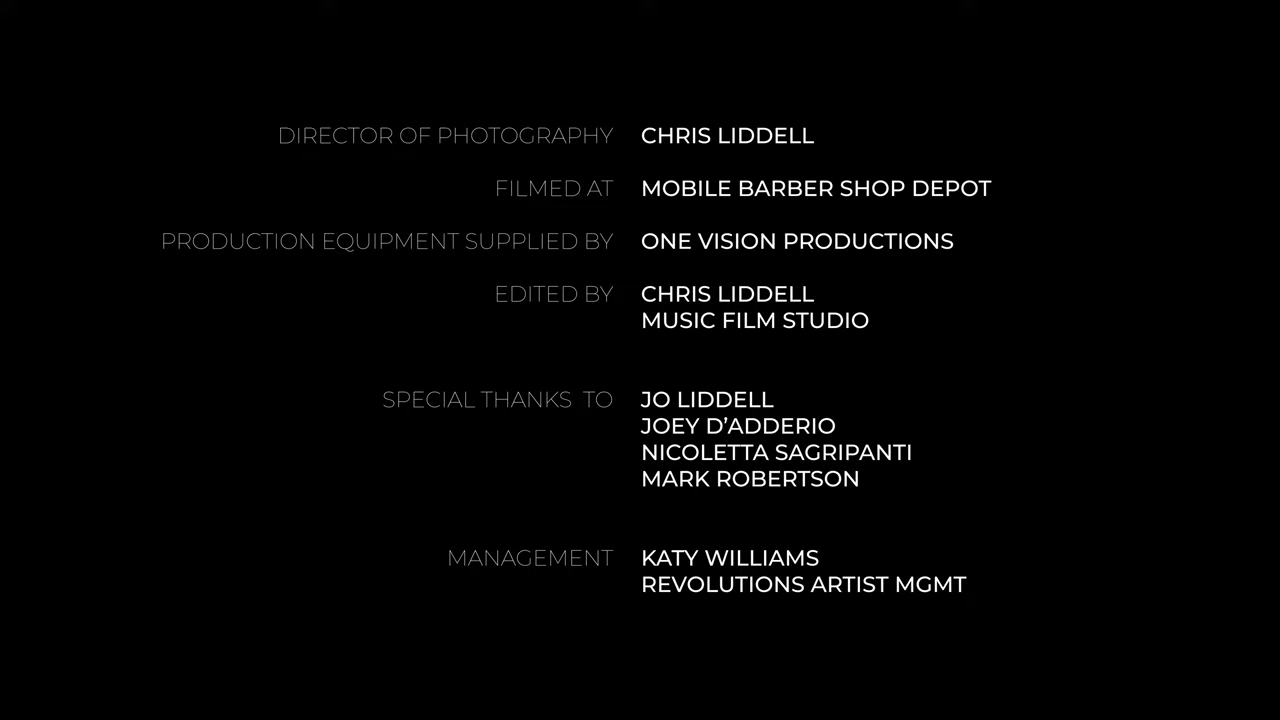 DIRECTOR OF PHOTOGRAPHY CHRIS LIDDELL
FILMED AT MOBILE BARBER SHOP DEPOT
PRODUCTION EQUIPMENT SUPPLIED BY ONE VISION PRODUCTIONS
EDITED BY CHRIS LIDDELL
MUSIC FILM STUDIO
SPECIAL THANKS TO JO LIDDELL
JOEY D’ADDERIO
NICOLETTA SAGRIPANTI
MARK ROBERTSON
MANAGEMENT KATY WILLIAMS
REVOLUTIONS ARTIST MGMT